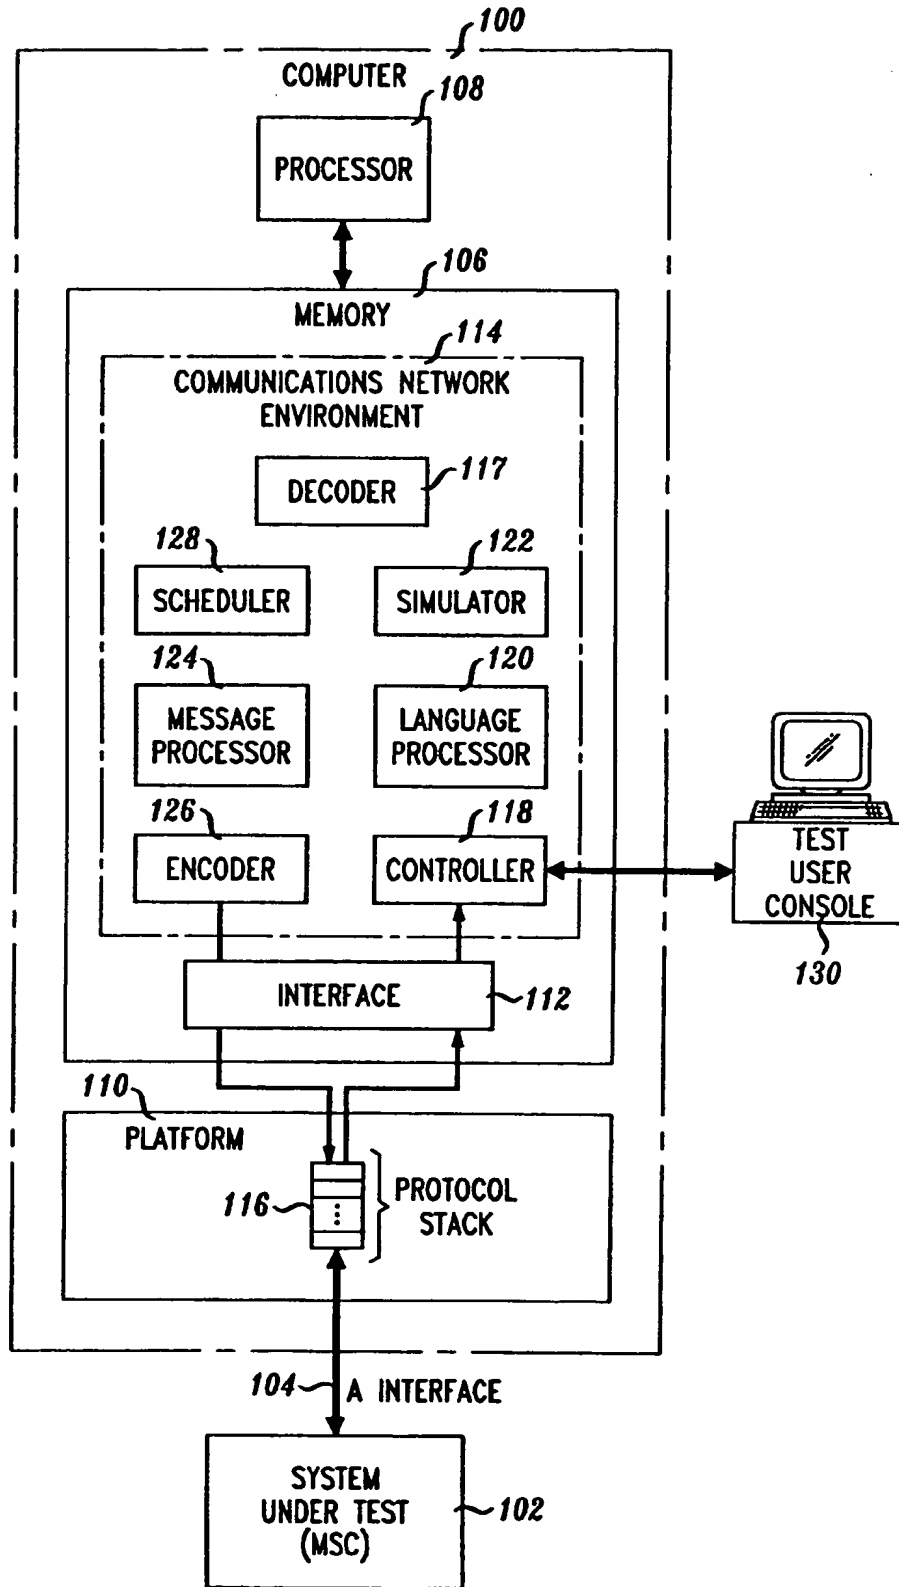 100
COMPUTER
108
PROCESSOR
106
MEMORY
114
COMMUNICATIONS NETWORK
ENVIRONMENT
117
DECODER
128
SCHEDULER
122
SIMULATOR
124
MESSAGE
PROCESSOR
120
LANGUAGE
PROCESSOR
126
ENCODER
118
CONTROLLER
TEST
USER
CONSOLE
130
INTERFACE
112
110
PLATFORM
116
PROTOCOL
STACK
104
A INTERFACE
SYSTEM
UNDER TEST
(MSC)
102